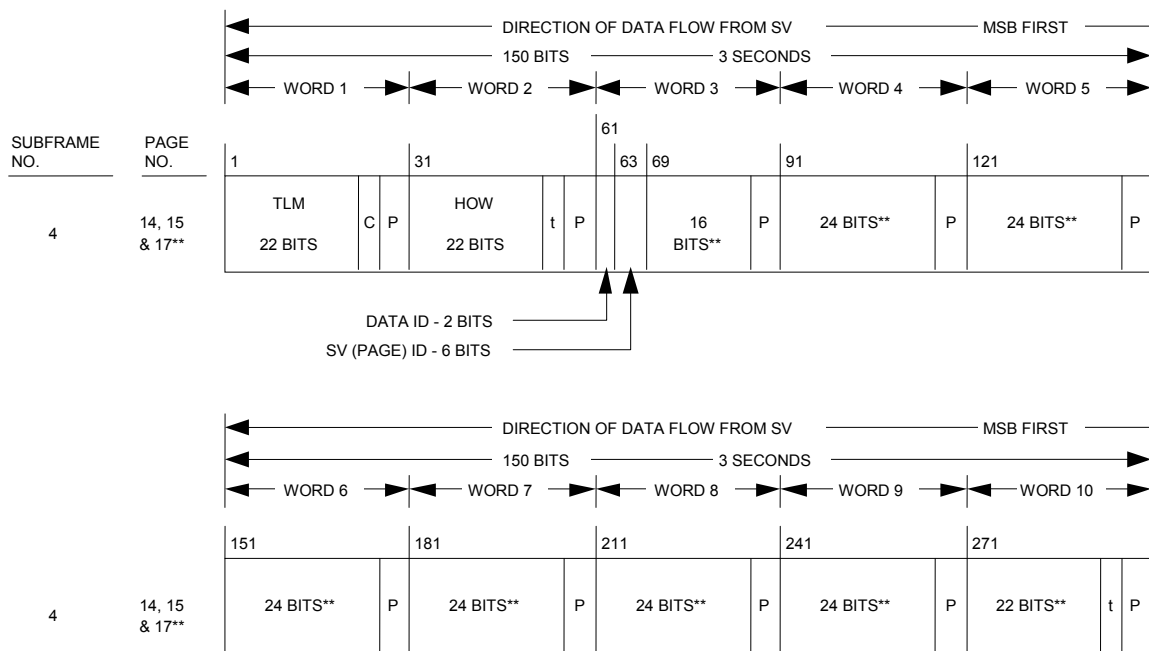 DIRECTION OF DATA FLOW FROM SV MSB FIRST
150 BITS 3 SECONDS
WORD 1 WORD 2 WORD 3 WORD 4 WORD 5
SUBFRAME NO.
PAGE NO.
1 31 61 63 69 91 121
4
14, 15
& 17**
TLM
22 BITS
C
P
HOW
22 BITS
t
P
16
BITS**
P
24 BITS**
P
24 BITS**
P
DATA ID - 2 BITS
SV (PAGE) ID - 6 BITS
DIRECTION OF DATA FLOW FROM SV MSB FIRST
150 BITS 3 SECONDS
WORD 6 WORD 7 WORD 8 WORD 9 WORD 10
151 181 211 241 271
4
14, 15
& 17**
24 BITS** P 24 BITS** P 24 BITS** P 24 BITS** P 22 BITS** t P